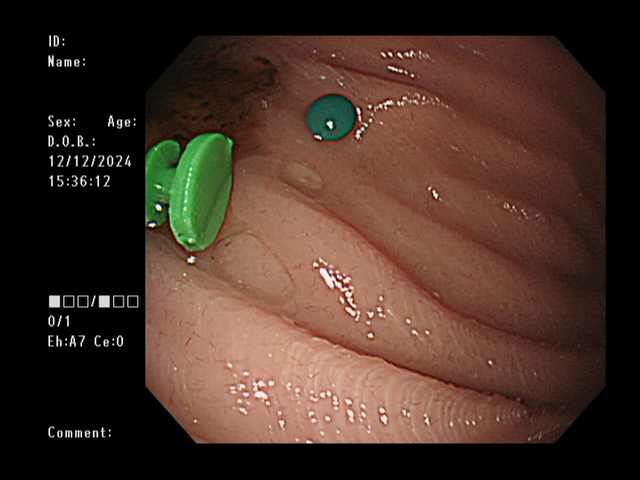 ID:
Name:
Sex: Age:
D.O.B.:
12/12/2024
15:36:12
■□□/■□□
0/1
Eh:A7 Ce:0
Comment: